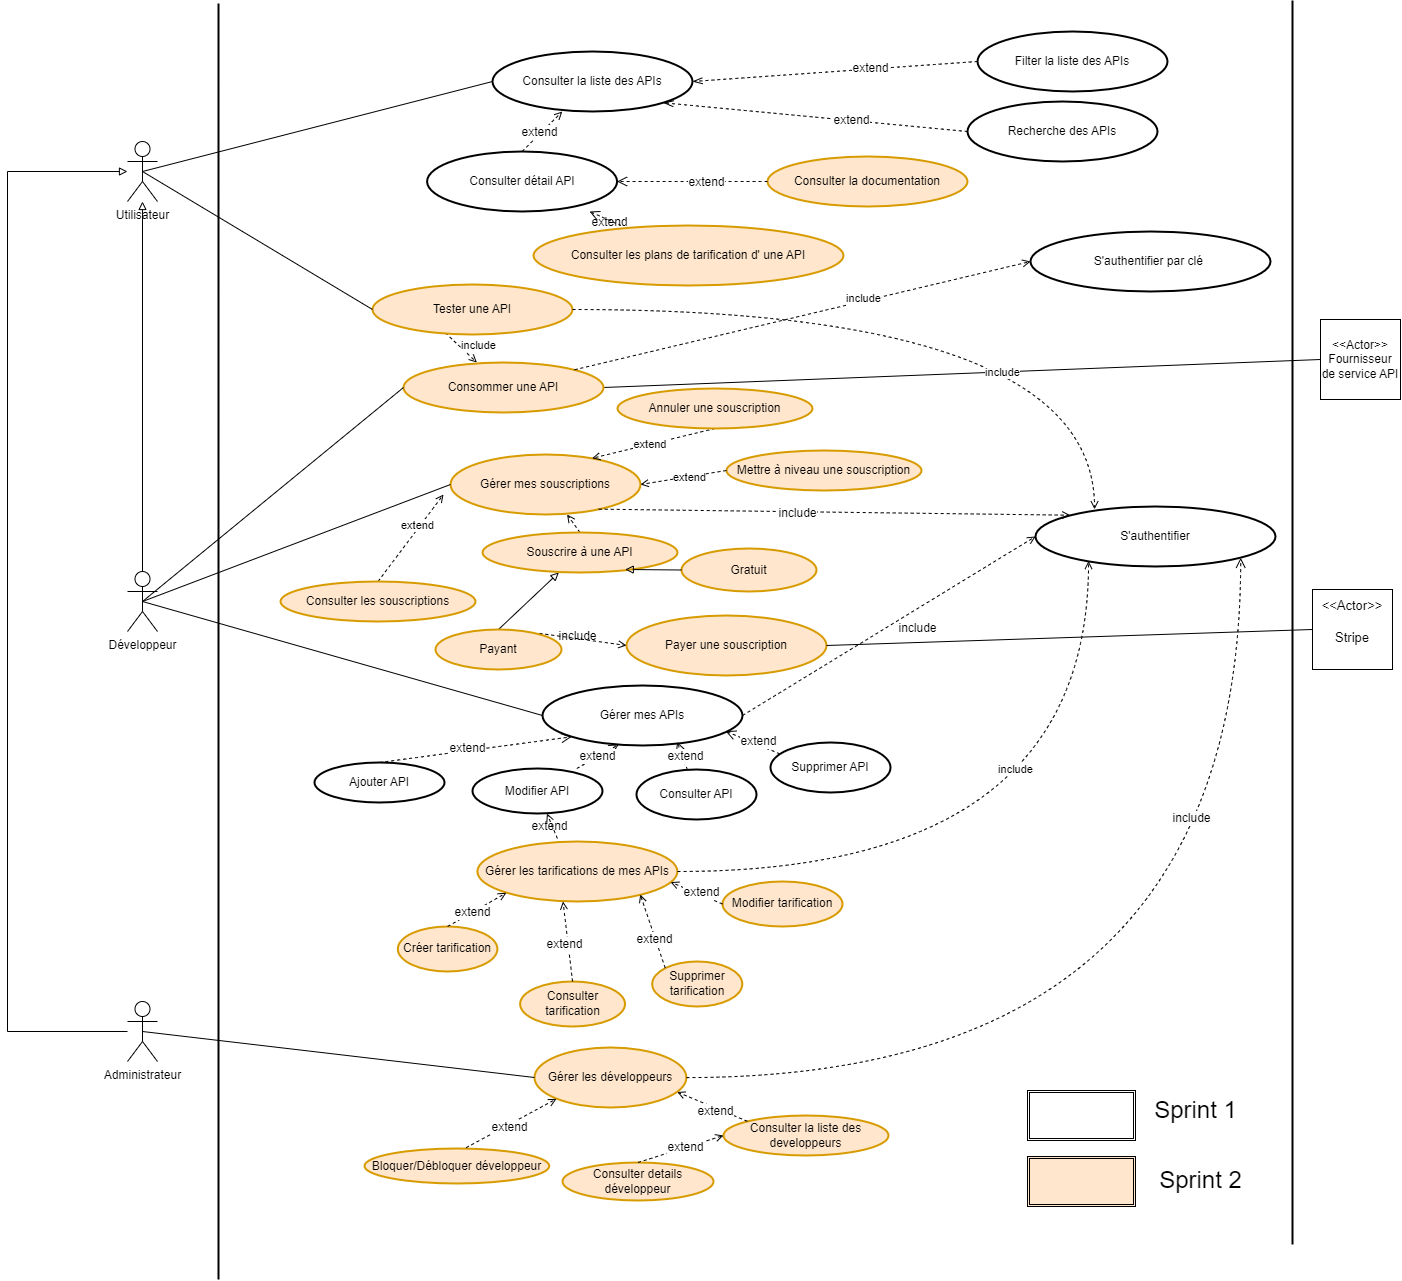 Filter la liste des APIs
extend
Consulter la liste des APIs
extend
Recherche des APIs
extend
Consulter détail API
extend
Consulter la documentation
Utilisateur
extend
Consulter les plans de tarification d' une API
S'authentifier par clé
include
Tester une API
include
<<Actor>>
Fournisseur
de service API
include
Consommer une API
Annuler une souscription
extend
Mettre à niveau une souscription
extend
Gérer mes souscriptions
include
extend
S'authentifier
Souscrire à une API
Gratuit
Consulter les souscriptions
<<Actor>>
Stripe
include
include
Développeur
Payant
Payer une souscription
Gérer mes APIs
extend
extend
extend
extend
Supprimer API
include
Ajouter API
Modifier API
Consulter API
include
extend
Gérer les tarifications de mes APIs
extend
Modifier tarification
extend
Créer tarification
extend
extend
Supprimer
tarification
Consulter
tarification
Administrateur
Gérer les développeurs
extend
extend
Consulter la liste des
developpeurs
extend
Bloquer/Débloquer développeur
Consulter details
développeur
Sprint 1
Sprint 2